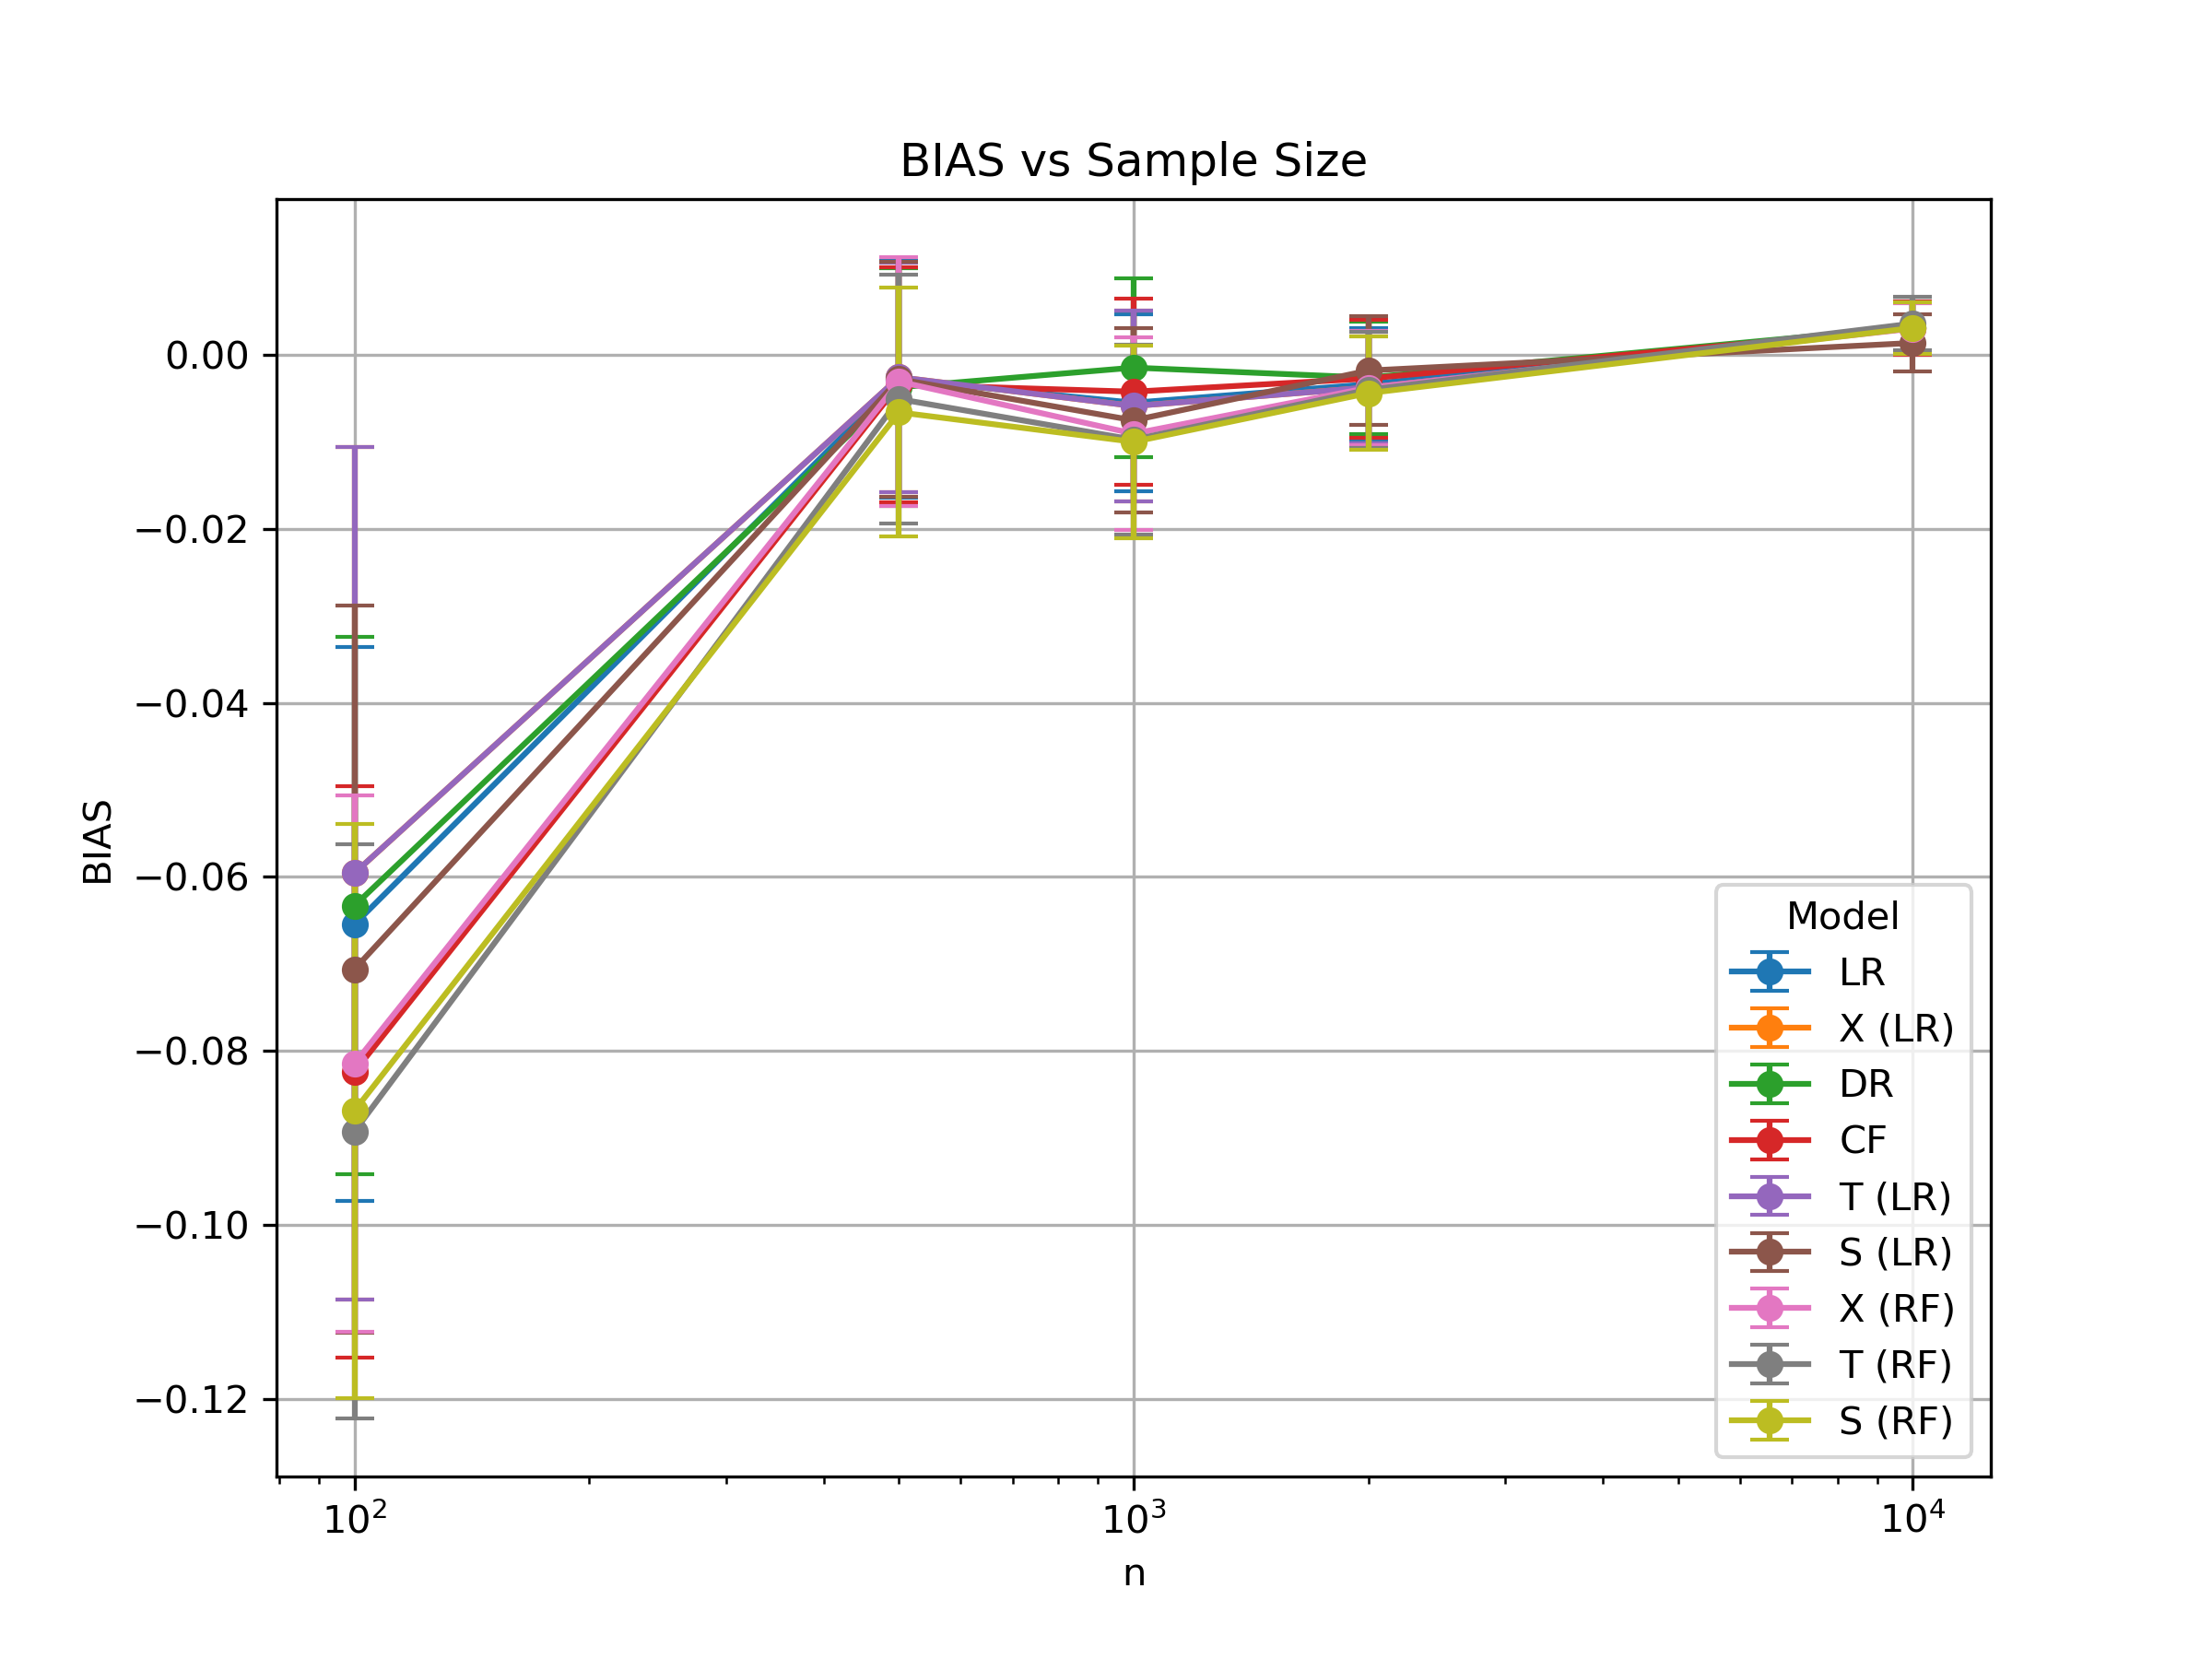 BIAS vs Sample Size
BIAS
0.00
−0.02
−0.04
−0.06
−0.08
−0.10
−0.12
10²
10³
10⁴
n
Model
LR
X (LR)
DR
CF
T (LR)
S (LR)
X (RF)
T (RF)
S (RF)